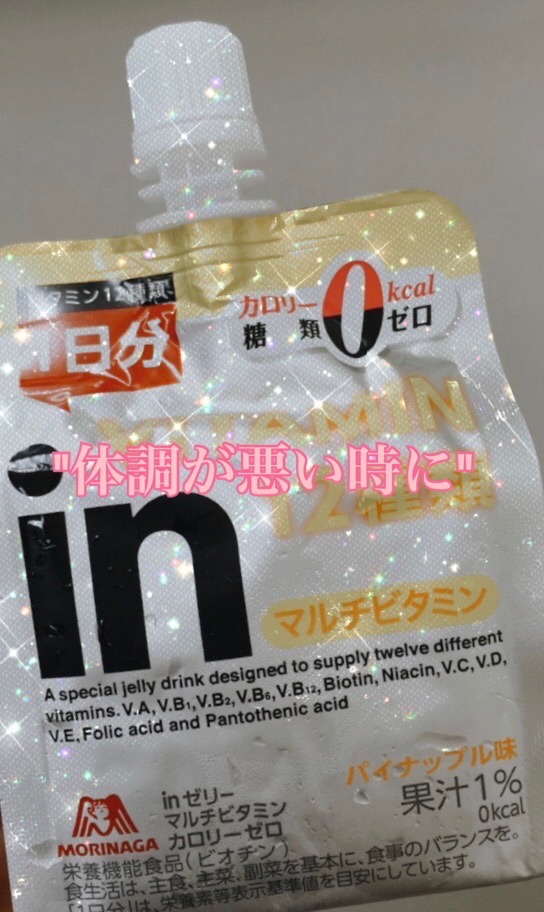 タミン12種類
1日分
カロリー
糖類
0kcal
ゼロ
VITAMIN
12種類
"体調が悪い時に"
in
マルチビタミン
A special jelly drink designed to supply twelve different
vitamins. V.A, V.B1, V.B2, V.B6, V.B12, Biotin, Niacin, V.C, V.D,
V.E, Folic acid and Pantothenic acid
パイナップル味
果汁1%
0kcal
MORINAGA
inゼリー
マルチビタミン
カロリーゼロ
栄養機能食品(ビオチン)
食生活は、主食、主菜、副菜を基本に、食事のバランスを。
「1日分」は、栄養素等表示基準値を目安にしています。